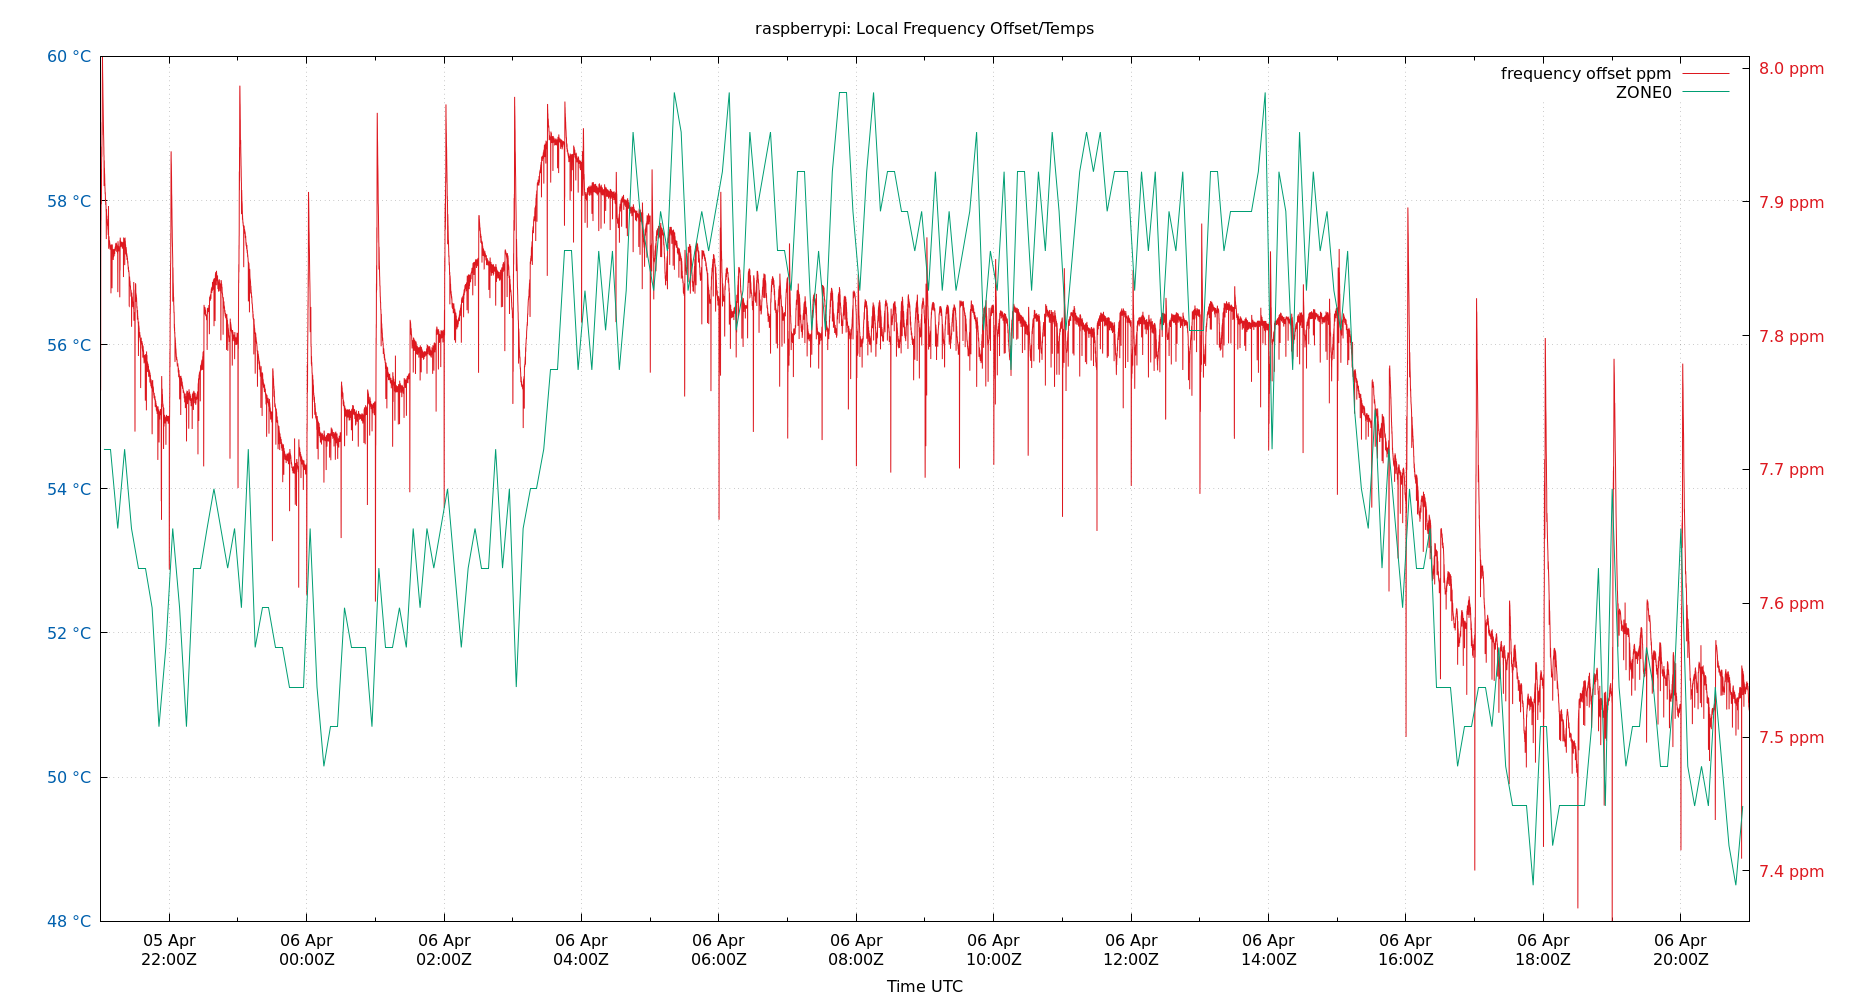 raspberrypi: Local Frequency Offset/Temps
60 °C
58 °C
56 °C
54 °C
52 °C
50 °C
48 °C
frequency offset ppm
ZONE0
8.0 ppm
7.9 ppm
7.8 ppm
7.7 ppm
7.6 ppm
7.5 ppm
7.4 ppm
05 Apr 06 Apr 06 Apr 06 Apr 06 Apr 06 Apr 06 Apr 06 Apr 06 Apr 06 Apr 06 Apr 06 Apr
22:00Z 00:00Z 02:00Z 04:00Z 06:00Z 08:00Z 10:00Z 12:00Z 14:00Z 16:00Z 18:00Z 20:00Z
Time UTC